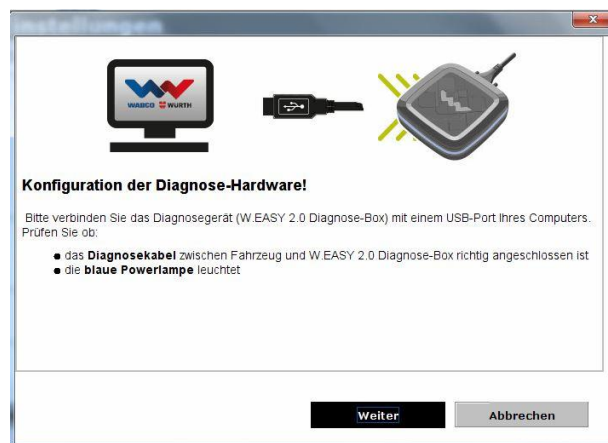 instellungen
WABCO WÜRTH
Konfiguration der Diagnose-Hardware!
Bitte verbinden Sie das Diagnosegerät (W.EASY 2.0 Diagnose-Box) mit einem USB-Port Ihres Computers.
Prüfen Sie ob:
das Diagnosekabel zwischen Fahrzeug und W.EASY 2.0 Diagnose-Box richtig angeschlossen ist
die blaue Powerlampe leuchtet
Weiter
Abbrechen